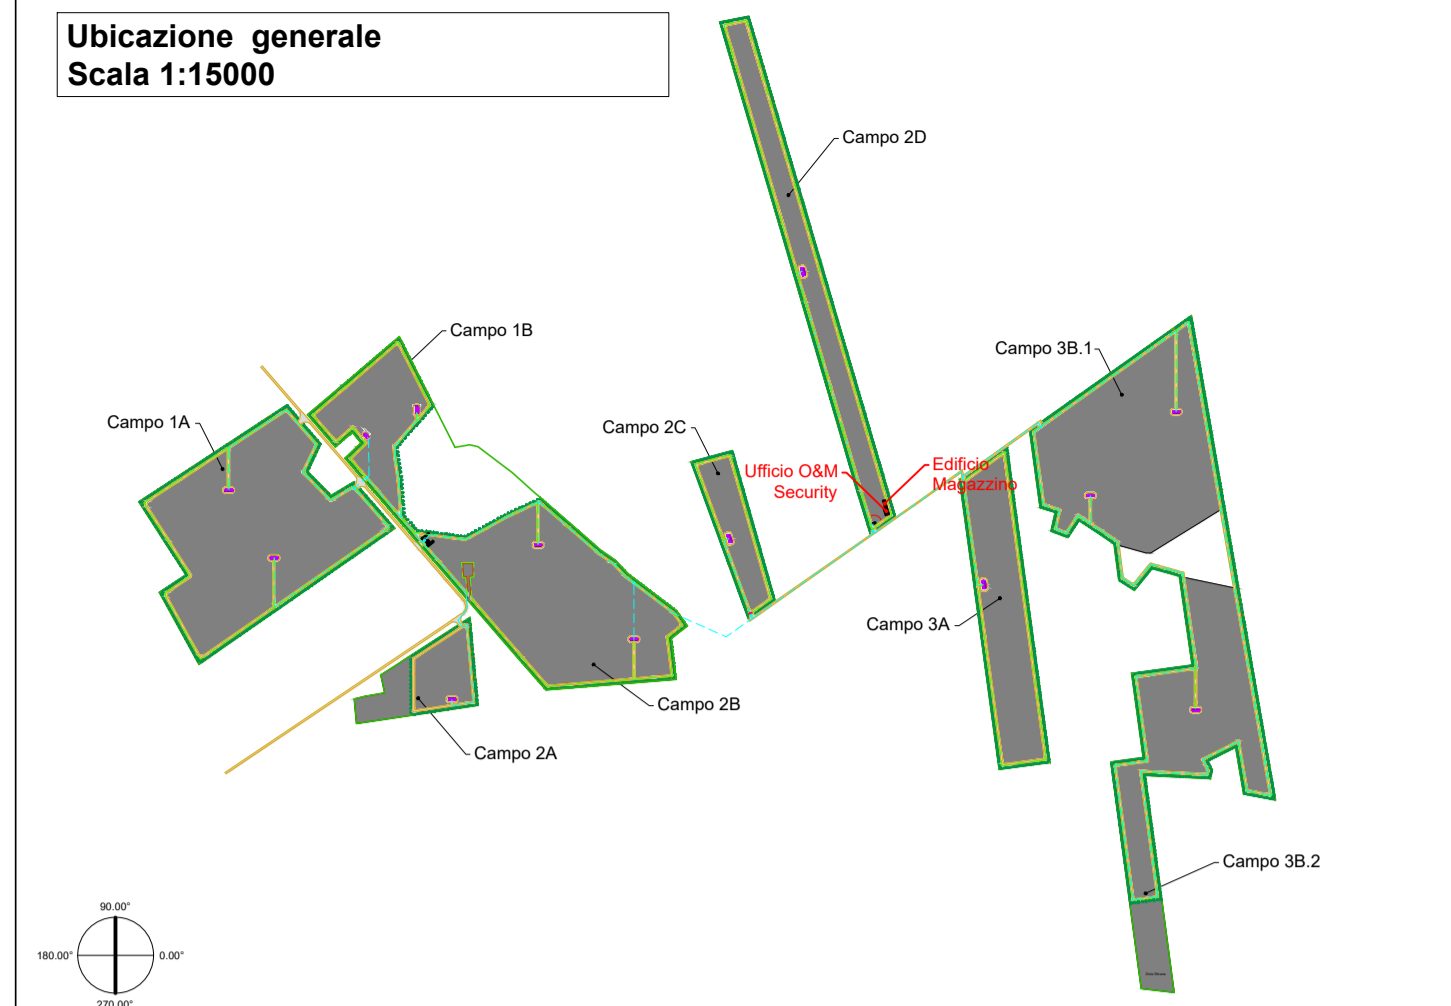 Ubicazione generale
Scala 1:15000
Campo 2D
Campo 1B
Campo 3B.1
Campo 1A
Campo 2C
Ufficio O&M
Security
Edificio
Magazzino
Campo 3A
Campo 2B
Campo 2A
Campo 3B.2
90.00°
180.00°
0.00°
270.00°